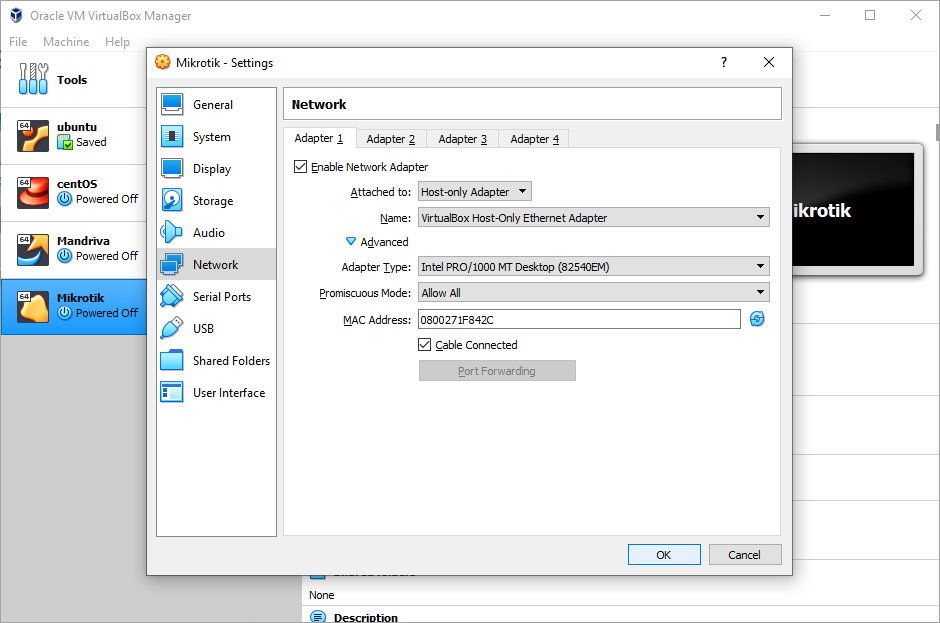 Oracle VM VirtualBox Manager
File Machine Help
Tools
64 ubuntu
Saved
64 centOS
Powered Off
64 Mandriva
Powered Off
64 Mikrotik
Powered Off
Mikrotik - Settings
?
General
System
Display
Storage
Audio
Network
Serial Ports
USB
Shared Folders
User Interface
Network
Adapter 1 Adapter 2 Adapter 3 Adapter 4
Enable Network Adapter
Attached to: Host-only Adapter
Name: VirtualBox Host-Only Ethernet Adapter
Advanced
Adapter Type: Intel PRO/1000 MT Desktop (82540EM)
Promiscuous Mode: Allow All
MAC Address: 0800271F842C
Cable Connected
Port Forwarding
OK Cancel
ikrotik
None
Description